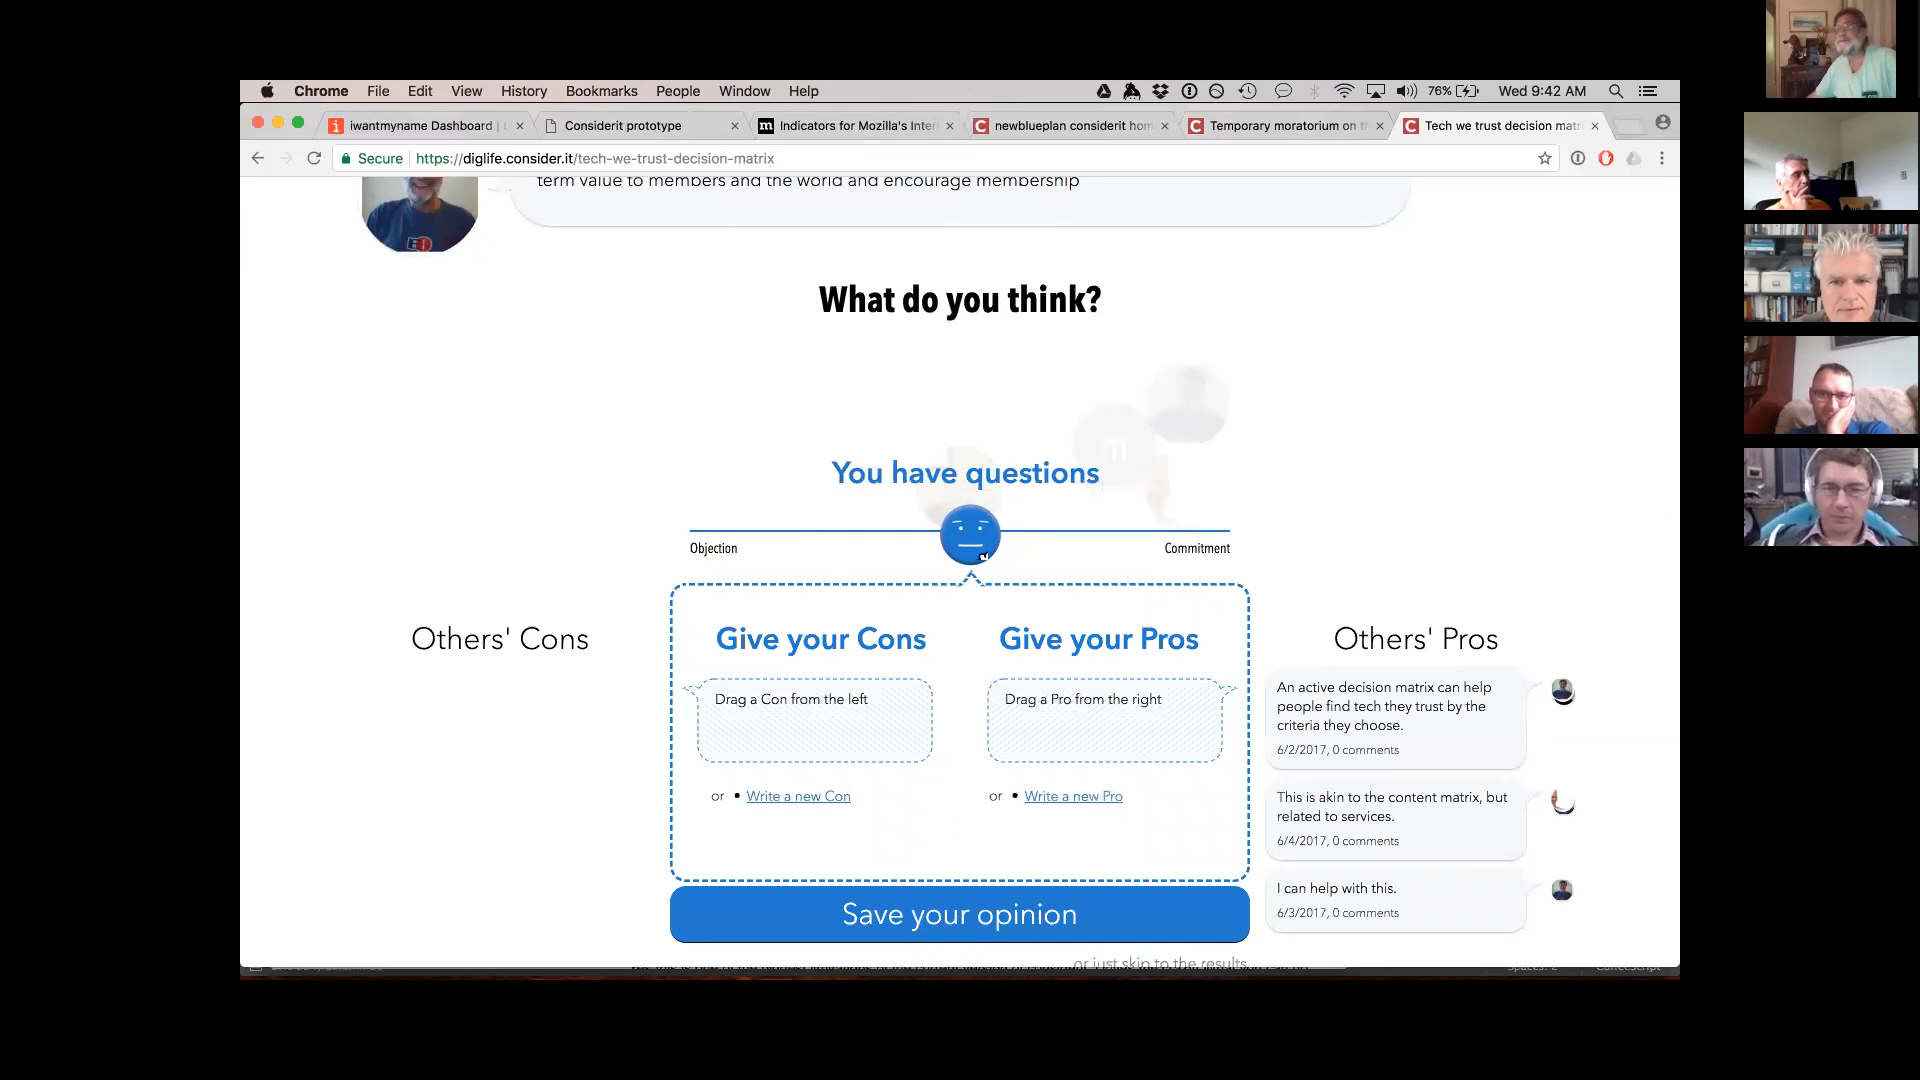 Chrome File Edit View History Bookmarks People Window Help 76% Wed 9:42 AM
iwantmyname Dashboard Considerit prototype Indicators for Mozilla's Inter newblueplan considerit hom Temporary moratorium on t Tech we trust decision matr
Secure https://diglife.consider.it/tech-we-trust-decision-matrix
term value to members and the world and encourage membership
What do you think?
You have questions
Objection
Commitment
Others' Cons
Give your Cons
Drag a Con from the left
or • Write a new Con
Give your Pros
Drag a Pro from the right
or • Write a new Pro
Save your opinion
or just skip to the results
Others' Pros
An active decision matrix can help
people find tech they trust by the
criteria they choose.
6/2/2017, 0 comments
This is akin to the content matrix, but
related to services.
6/4/2017, 0 comments
I can help with this.
6/3/2017, 0 comments